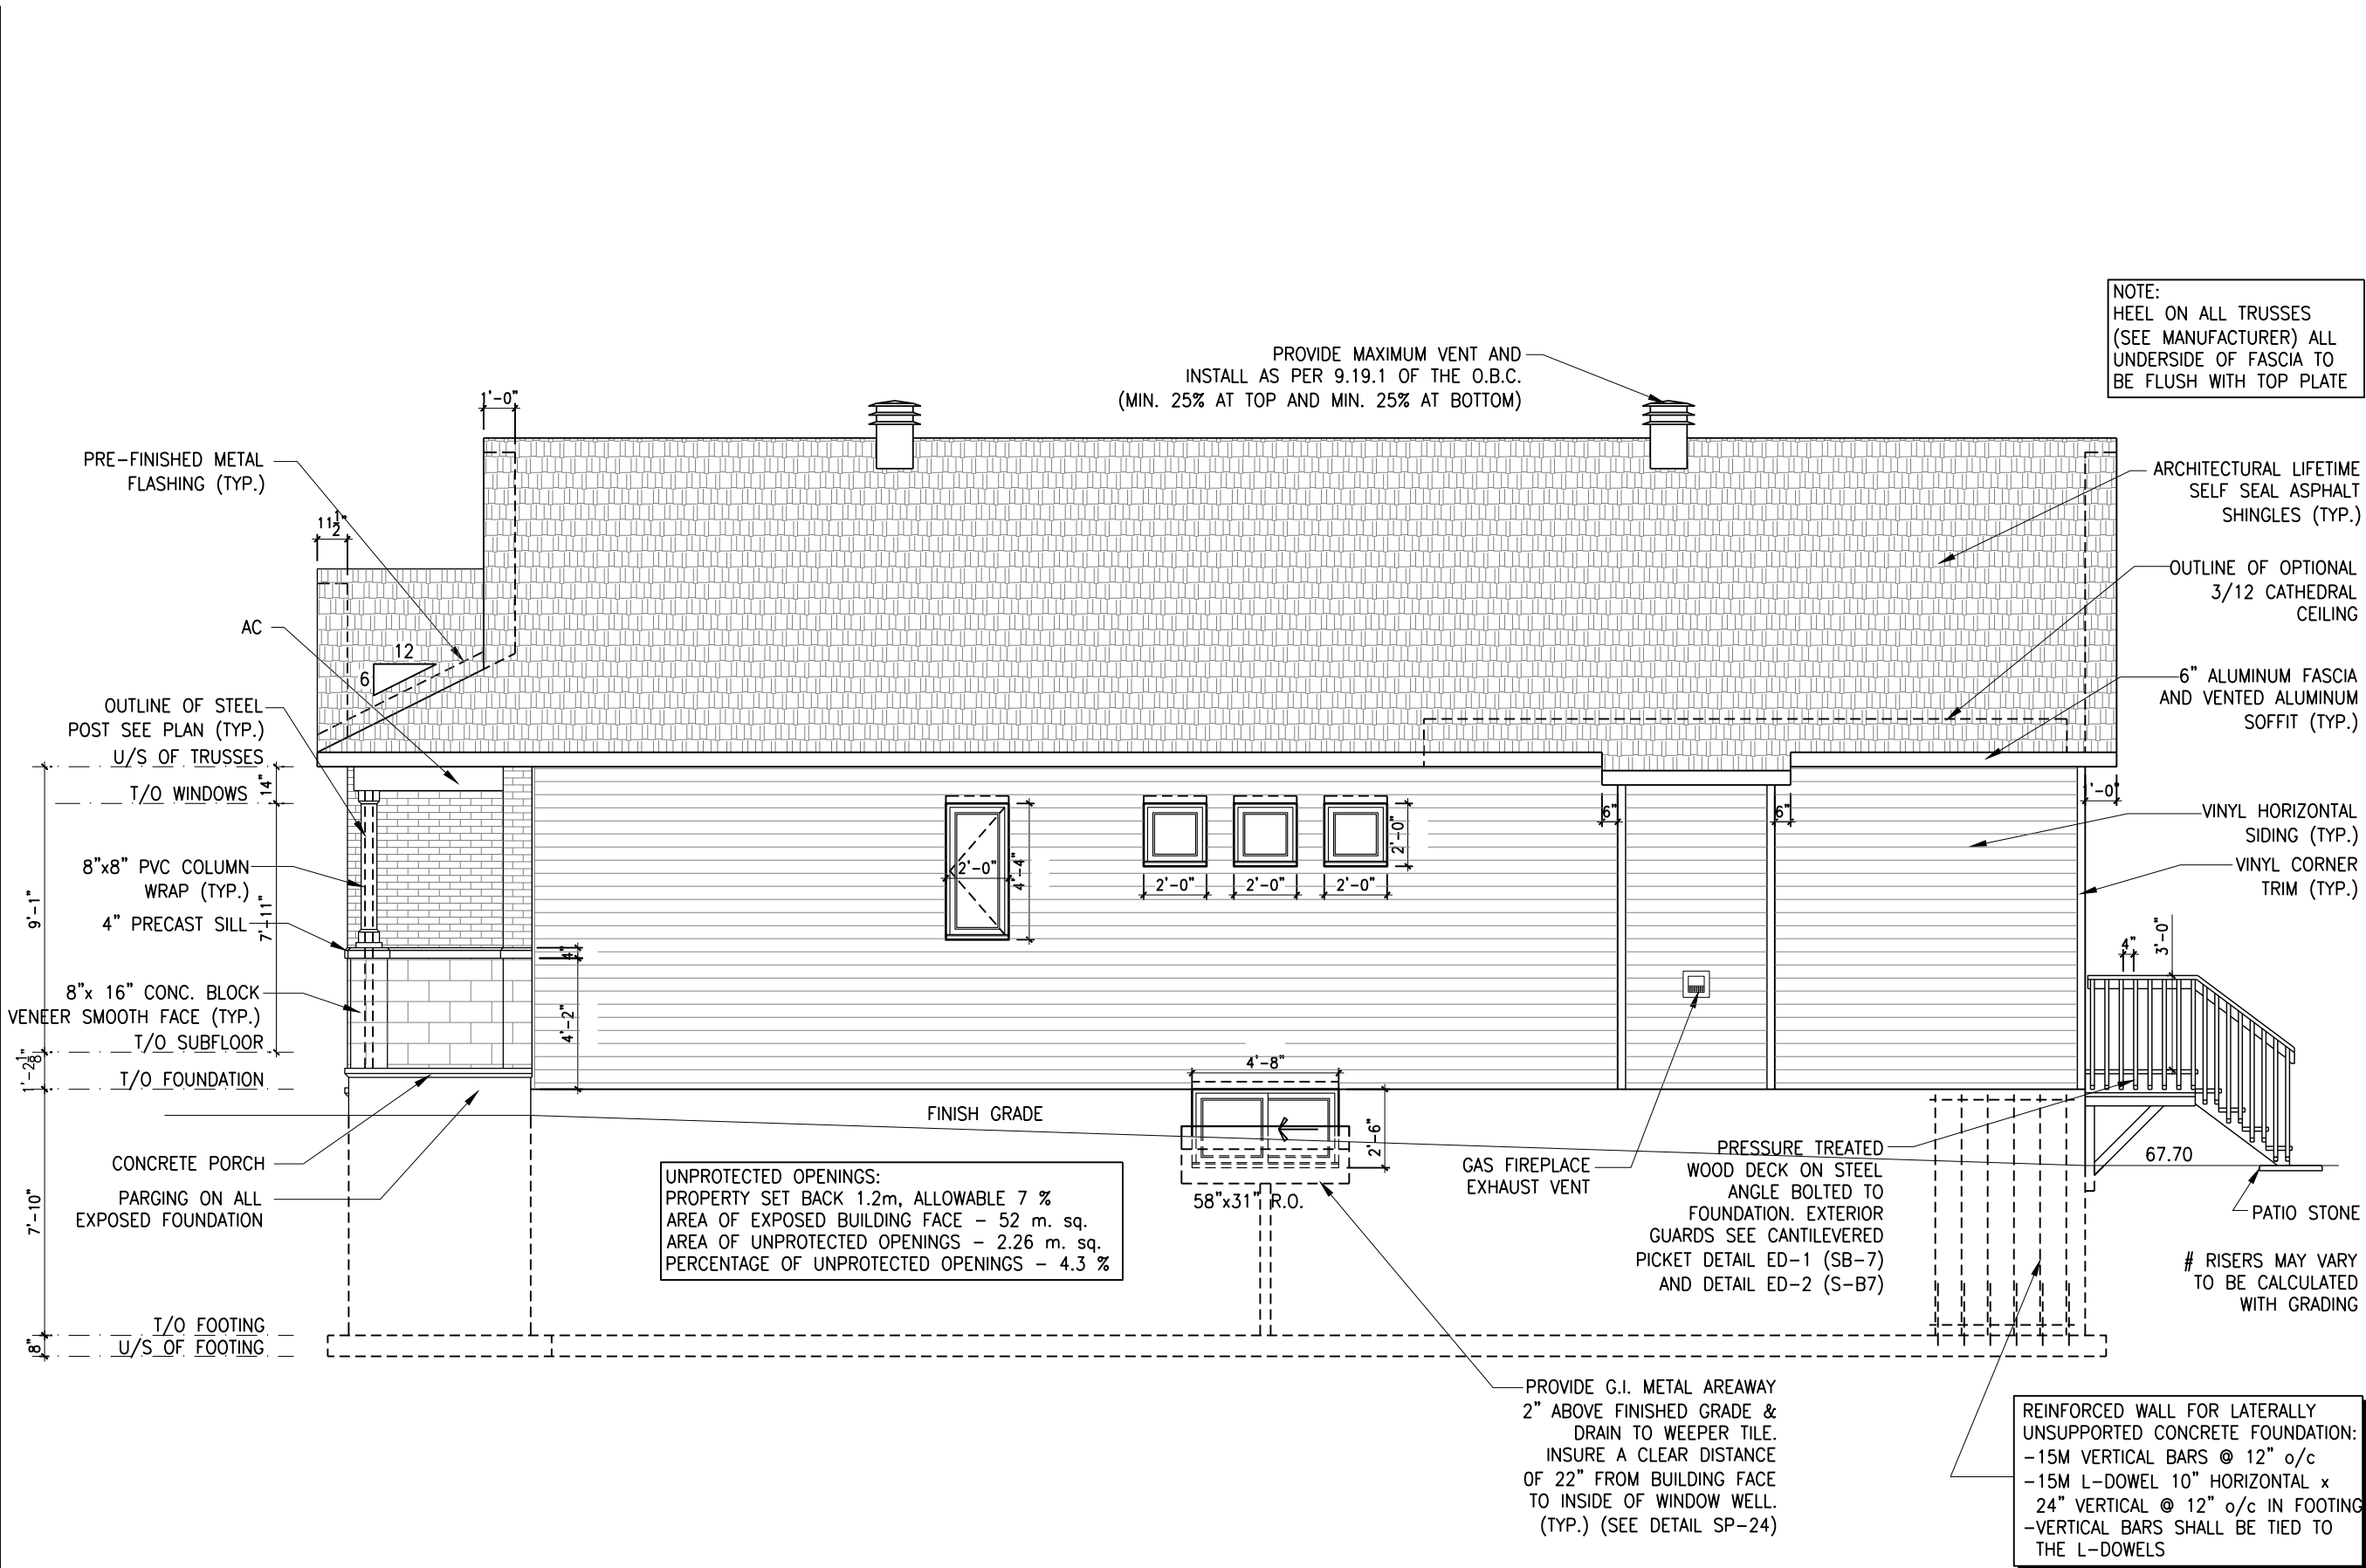 NOTE:
HEEL ON ALL TRUSSES
(SEE MANUFACTURER) ALL
UNDERSIDE OF FASCIA TO
BE FLUSH WITH TOP PLATE
PROVIDE MAXIMUM VENT AND
INSTALL AS PER 9.19.1 OF THE O.B.C.
(MIN. 25% AT TOP AND MIN. 25% AT BOTTOM)
1'-0"
PRE-FINISHED METAL
FLASHING (TYP.)
11 1/2"
AC
12
6
OUTLINE OF STEEL
POST SEE PLAN (TYP.)
U/S OF TRUSSES
14"
T/O WINDOWS
8"x8" PVC COLUMN
WRAP (TYP.)
9'-1"
7'-11"
4" PRECAST SILL
8"x 16" CONC. BLOCK
VENEER SMOOTH FACE (TYP.)
T/O SUBFLOOR
1'-2 1/8"
T/O FOUNDATION
CONCRETE PORCH
PARGING ON ALL
EXPOSED FOUNDATION
7'-10"
T/O FOOTING
8"
U/S OF FOOTING
4"
4'-2"
2'-0"
4'-4"
2'-0"
2'-0"
2'-0"
2'-0"
6"
6"
4'-8"
2'-6"
58"x31" R.O.
FINISH GRADE
UNPROTECTED OPENINGS:
PROPERTY SET BACK 1.2m, ALLOWABLE 7 %
AREA OF EXPOSED BUILDING FACE - 52 m. sq.
AREA OF UNPROTECTED OPENINGS - 2.26 m. sq.
PERCENTAGE OF UNPROTECTED OPENINGS - 4.3 %
GAS FIREPLACE
EXHAUST VENT
PRESSURE TREATED
WOOD DECK ON STEEL
ANGLE BOLTED TO
FOUNDATION. EXTERIOR
GUARDS SEE CANTILEVERED
PICKET DETAIL ED-1 (SB-7)
AND DETAIL ED-2 (S-B7)
ARCHITECTURAL LIFETIME
SELF SEAL ASPHALT
SHINGLES (TYP.)
OUTLINE OF OPTIONAL
3/12 CATHEDRAL
CEILING
6" ALUMINUM FASCIA
AND VENTED ALUMINUM
SOFFIT (TYP.)
1'-0"
VINYL HORIZONTAL
SIDING (TYP.)
VINYL CORNER
TRIM (TYP.)
4"
3'-0"
67.70
PATIO STONE
# RISERS MAY VARY
TO BE CALCULATED
WITH GRADING
PROVIDE G.I. METAL AREAWAY
2" ABOVE FINISHED GRADE &
DRAIN TO WEEPER TILE.
INSURE A CLEAR DISTANCE
OF 22" FROM BUILDING FACE
TO INSIDE OF WINDOW WELL.
(TYP.) (SEE DETAIL SP-24)
REINFORCED WALL FOR LATERALLY
UNSUPPORTED CONCRETE FOUNDATION:
-15M VERTICAL BARS @ 12" o/c
-15M L-DOWEL 10" HORIZONTAL x
24" VERTICAL @ 12" o/c IN FOOTING
-VERTICAL BARS SHALL BE TIED TO
THE L-DOWELS